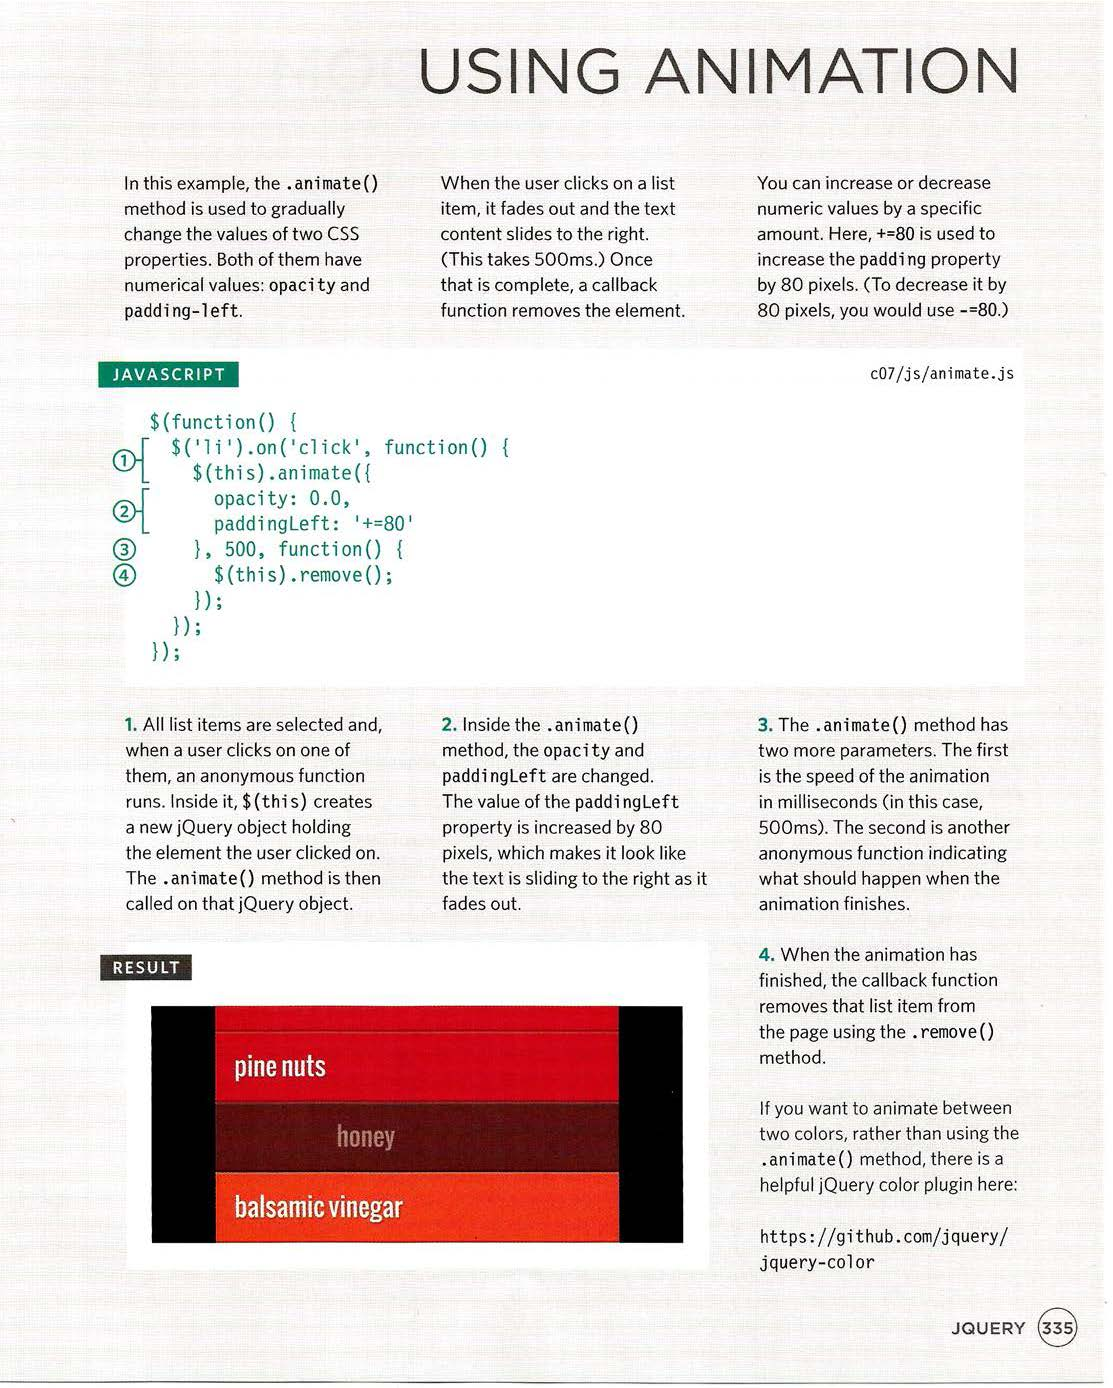 USING ANIMATION
In this example, the .animate()
method is used to gradually
change the values of two CSS
properties. Both of them have
numerical values: opacity and
padding-left.
When the user clicks on a list
item, it fades out and the text
content slides to the right.
(This takes 500ms.) Once
that is complete, a callback
function removes the element.
You can increase or decrease
numeric values by a specific
amount. Here, +=80 is used to
increase the padding property
by 80 pixels. (To decrease it by
80 pixels, you would use -=80.)
JAVASCRIPT
c07/js/animate.js
$(function() {
① $('li').on('click', function() {
$(this).animate({
② opacity: 0.0,
paddingLeft: '+=80'
③ }, 500, function() {
④ $(this).remove();
});
});
});
1. All list items are selected and,
when a user clicks on one of
them, an anonymous function
runs. Inside it, $(this) creates
a new jQuery object holding
the element the user clicked on.
The .animate() method is then
called on that jQuery object.
2. Inside the .animate()
method, the opacity and
paddingLeft are changed.
The value of the paddingLeft
property is increased by 80
pixels, which makes it look like
the text is sliding to the right as it
fades out.
3. The .animate() method has
two more parameters. The first
is the speed of the animation
in milliseconds (in this case,
500ms). The second is another
anonymous function indicating
what should happen when the
animation finishes.
4. When the animation has
finished, the callback function
removes that list item from
the page using the .remove()
method.
If you want to animate between
two colors, rather than using the
.animate() method, there is a
helpful jQuery color plugin here:
https://github.com/jquery/
jquery-color
RESULT
pine nuts
honey
balsamic vinegar
JQUERY 335